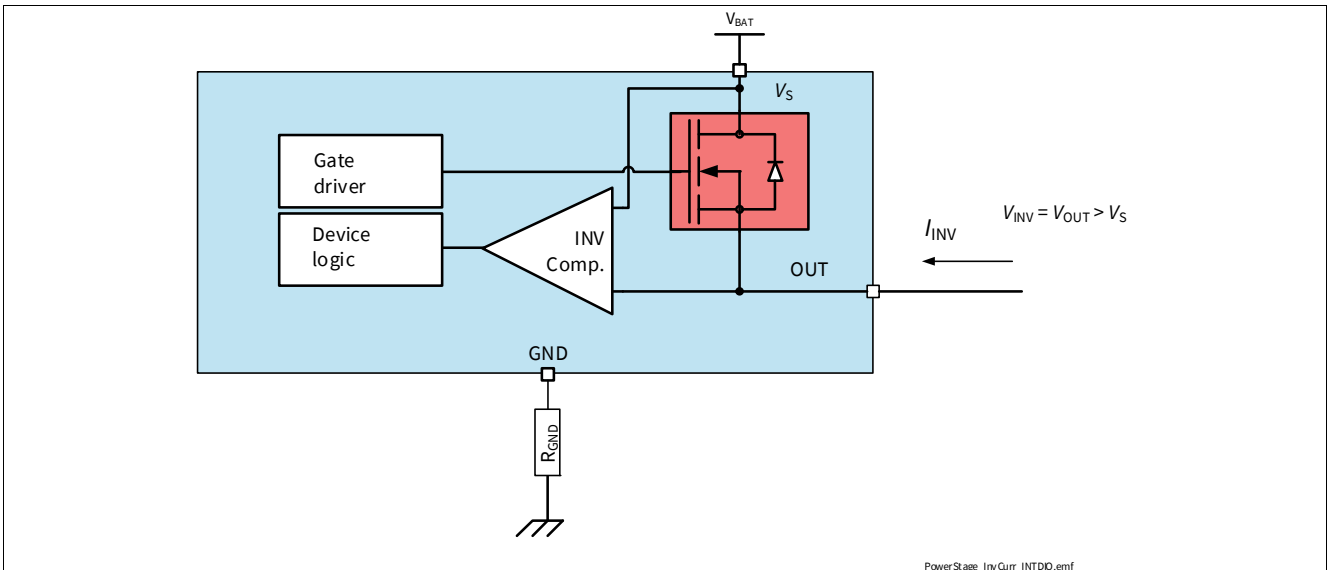 VBAT
VS
Gate
driver
Device
logic
INV
Comp.
OUT
IINV
VINV = VOUT > VS
GND
RGND
PowerStage_InvCurr_INTDIO.emf